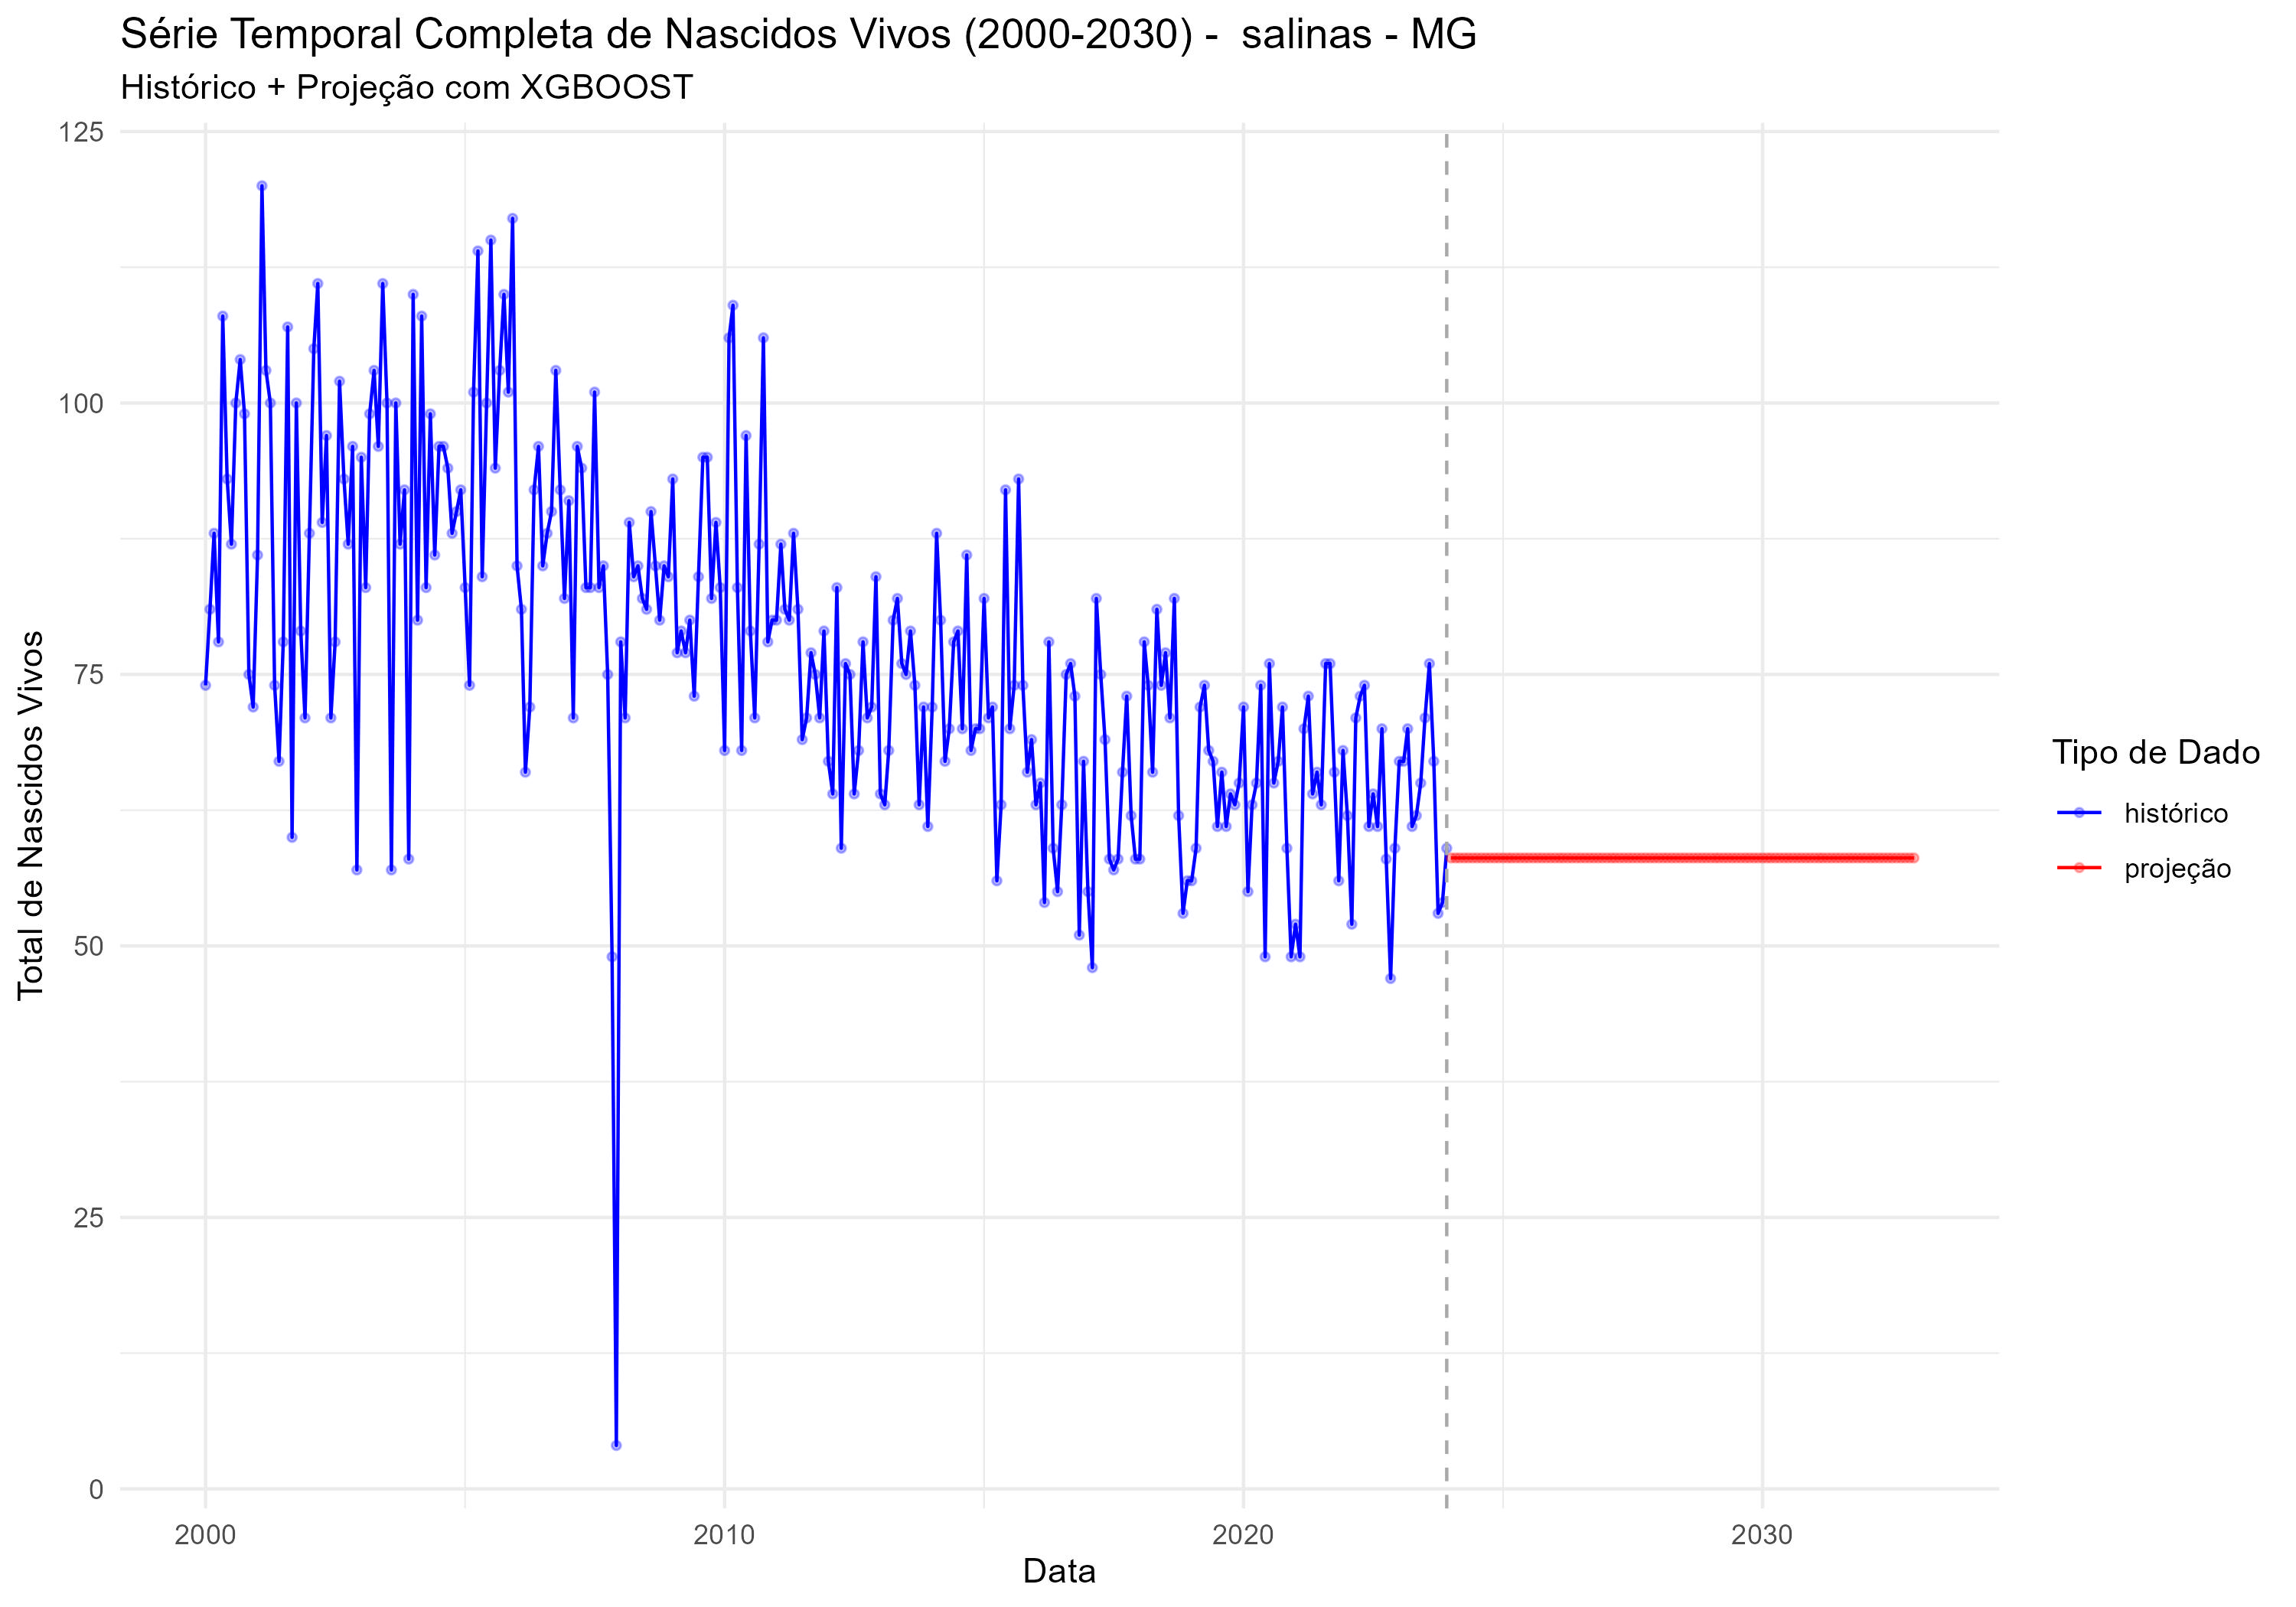 Série Temporal Completa de Nascidos Vivos (2000-2030) -  salinas - MG
Histórico + Projeção com XGBOOST
125
100
75
50
25
0
Total de Nascidos Vivos
2000
2010
2020
2030
Data
Tipo de Dado
histórico
projeção